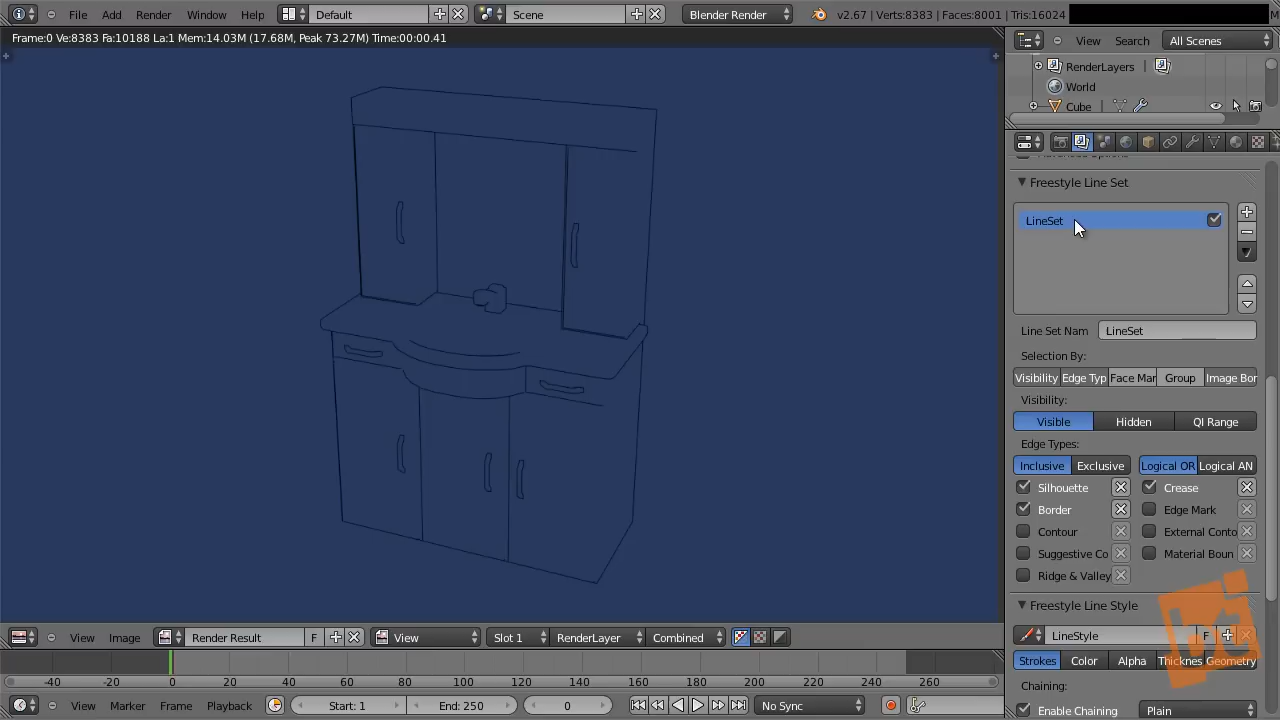 File Add Render Window Help Default Scene Blender Render v2.67 | Verts:8383 | Faces:8001 | Tris:16024
Frame:0 Ve:8383 Fa:10188 La:1 Mem:14.03M (17.68M, Peak 73.27M) Time:00:00.41
View Search All Scenes
RenderLayers
World
Cube
Freestyle Line Set
LineSet
Line Set Nam LineSet
Selection By:
Visibility Edge Typ Face Mar Group Image Bor
Visibility:
Visible Hidden QI Range
Edge Types:
Inclusive Exclusive Logical OR Logical AN
Silhouette Crease
Border Edge Mark
Contour External Conto
Suggestive Co Material Boun
Ridge & Valley
Freestyle Line Style
LineStyle F
Strokes Color Alpha Thicknes Geometry
Chaining:
Enable Chaining Plain
View Image Render Result F View Slot 1 RenderLayer Combined
-40 -20 0 20 40 60 80 100 120 140 160 180 200 220 240 260
View Marker Frame Playback Start: 1 End: 250 0 No Sync